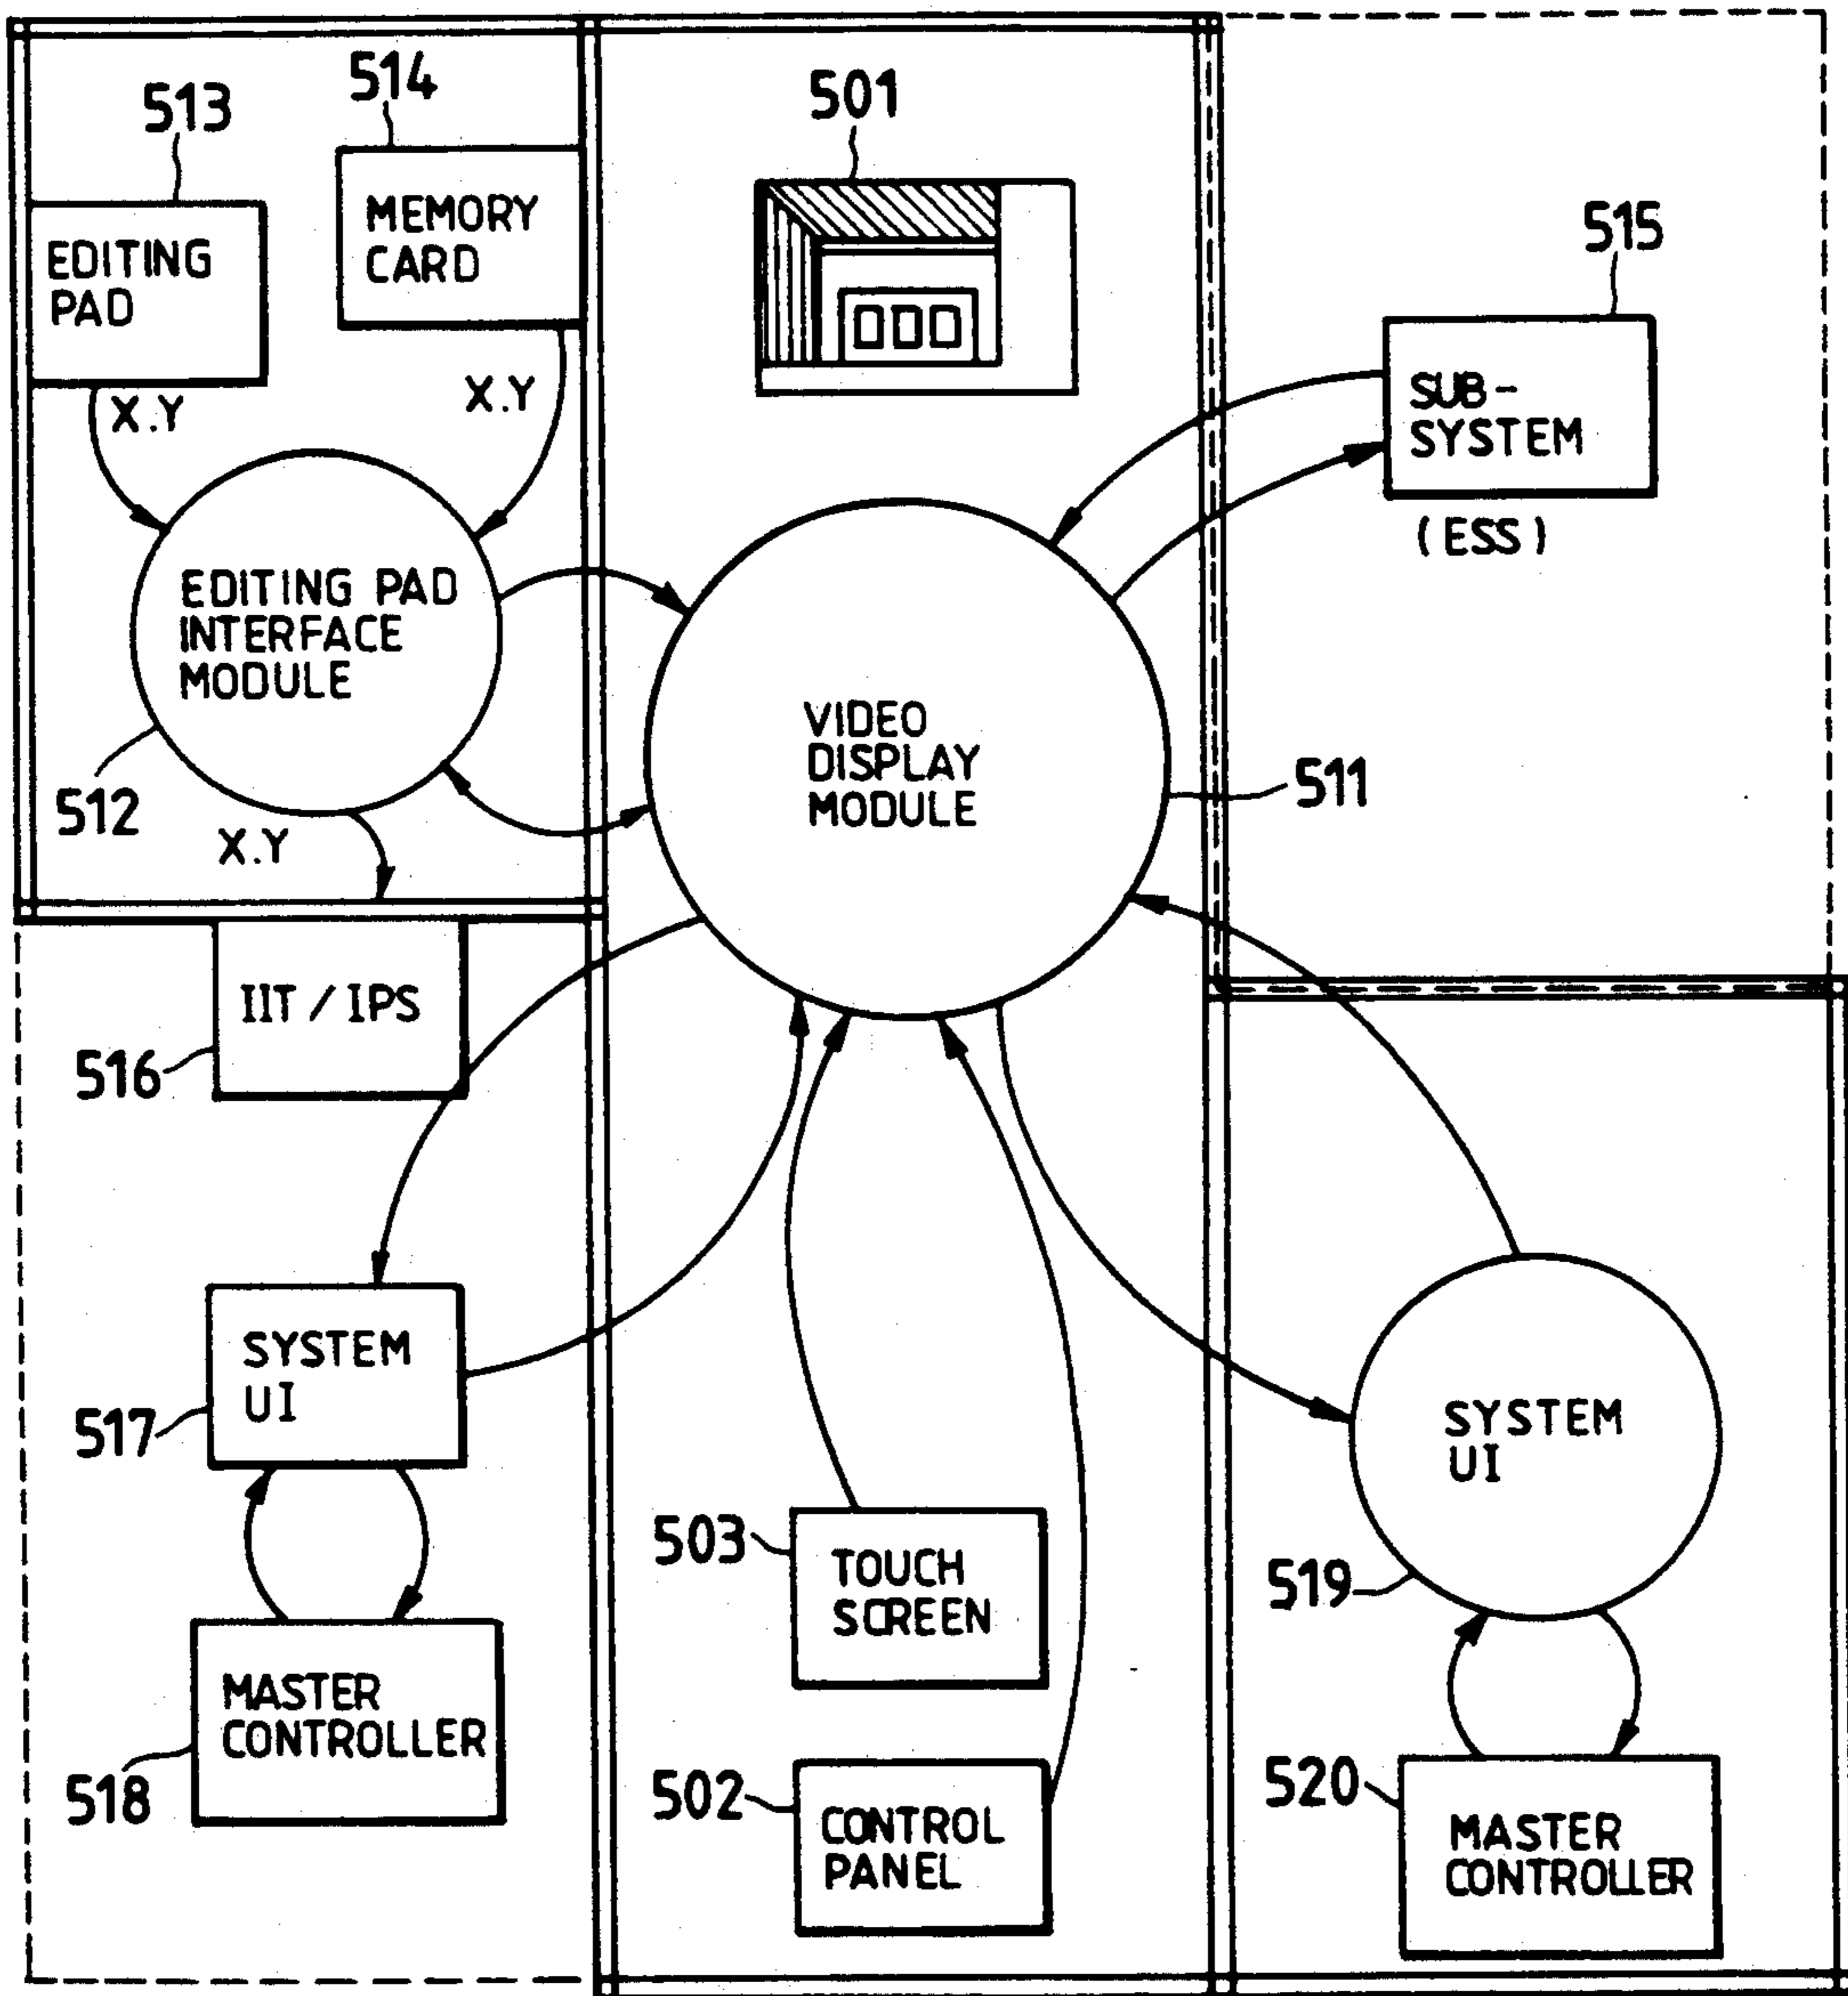 513
514
501
515
EDITING
PAD
MEMORY
CARD
X.Y
X.Y
SUB-
SYSTEM
(ESS)
EDITING PAD
INTERFACE
MODULE
VIDEO
DISPLAY
MODULE
511
512
X.Y
IIT / IPS
516
SYSTEM
UI
517
SYSTEM
UI
519
503
TOUCH
SCREEN
MASTER
CONTROLLER
518
502
CONTROL
PANEL
520
MASTER
CONTROLLER